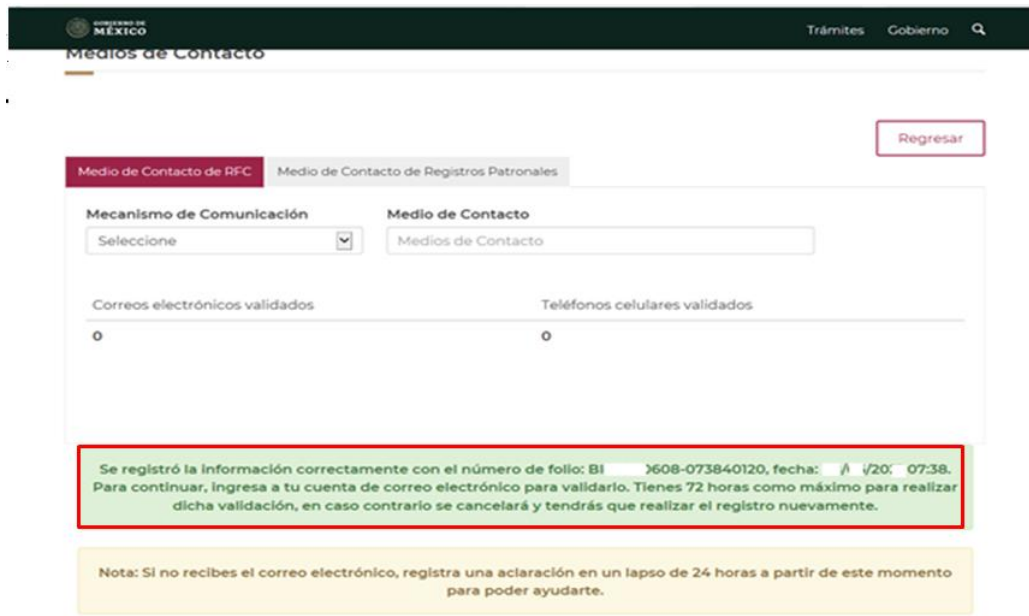 GOBIERNO DE
MÉXICO
Trámites Gobierno
Medios de Contacto
Regresar
Medio de Contacto de RFC Medio de Contacto de Registros Patronales
Mecanismo de Comunicación Medio de Contacto
Seleccione Medios de Contacto
Correos electrónicos validados Teléfonos celulares validados
0 0
Se registró la información correctamente con el número de folio: BI 0608-073840120, fecha: / /20 07:38.
Para continuar, ingresa a tu cuenta de correo electrónico para validarlo. Tienes 72 horas como máximo para realizar
dicha validación, en caso contrario se cancelará y tendrás que realizar el registro nuevamente.
Nota: Si no recibes el correo electrónico, registra una aclaración en un lapso de 24 horas a partir de este momento
para poder ayudarte.